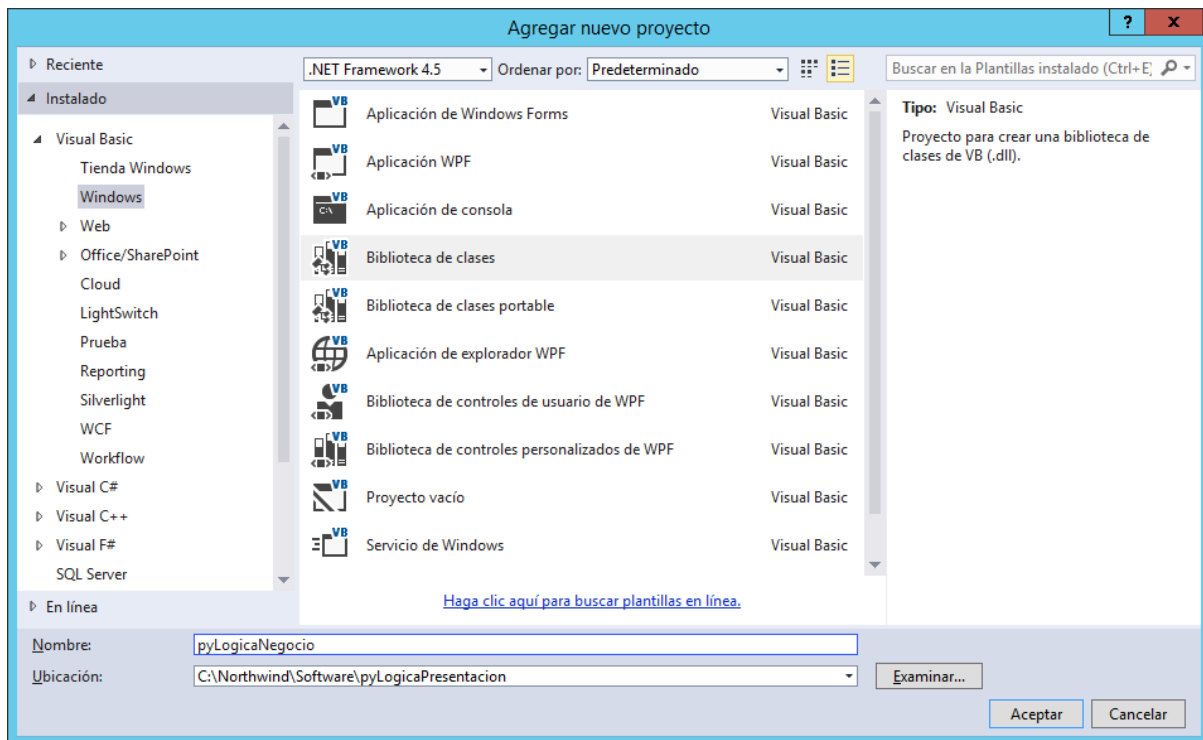 Agregar nuevo proyecto
? x
Reciente
Instalado
Visual Basic
Tienda Windows
Windows
Web
Office/SharePoint
Cloud
LightSwitch
Prueba
Reporting
Silverlight
WCF
Workflow
Visual C#
Visual C++
Visual F#
SQL Server
En línea
.NET Framework 4.5 Ordenar por: Predeterminado
VB Aplicación de Windows Forms Visual Basic
VB Aplicación WPF Visual Basic
VB C:\ Aplicación de consola Visual Basic
VB Biblioteca de clases Visual Basic
VB Biblioteca de clases portable Visual Basic
VB Aplicación de explorador WPF Visual Basic
VB Biblioteca de controles de usuario de WPF Visual Basic
VB Biblioteca de controles personalizados de WPF Visual Basic
VB Proyecto vacío Visual Basic
VB Servicio de Windows Visual Basic
Haga clic aquí para buscar plantillas en línea.
Buscar en la Plantillas instalado (Ctrl+E)
Tipo: Visual Basic
Proyecto para crear una biblioteca de
clases de VB (.dll).
Nombre: pyLogicaNegocio
Ubicación: C:\Northwind\Software\pyLogicaPresentacion Examinar...
Aceptar Cancelar